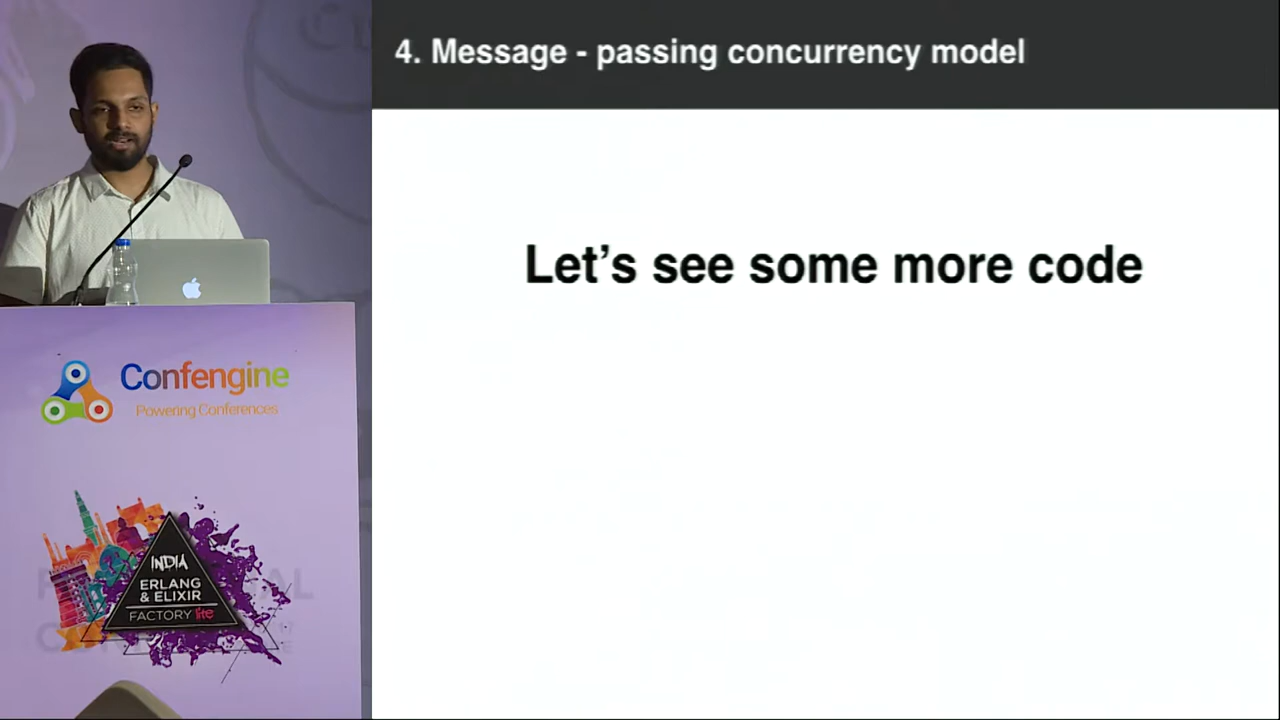 4. Message - passing concurrency model
Let's see some more code
Confengine
Powering Conferences
INDIA
ERLANG
& ELIXIR
FACTORY lite